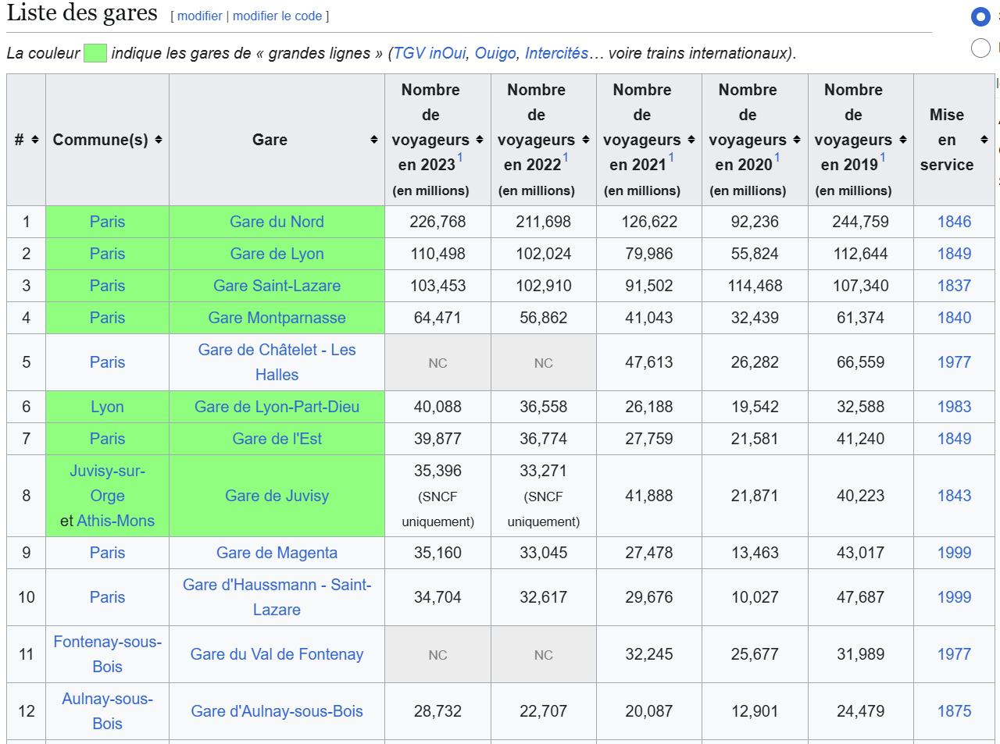 Liste des gares [ modifier | modifier le code ]
La couleur indique les gares de « grandes lignes » (TGV inOui, Ouigo, Intercités… voire trains internationaux).
# Commune(s) Gare Nombre de voyageurs en 2023¹ (en millions) Nombre de voyageurs en 2022¹ (en millions) Nombre de voyageurs en 2021¹ (en millions) Nombre de voyageurs en 2020¹ (en millions) Nombre de voyageurs en 2019¹ (en millions) Mise en service
1 Paris Gare du Nord 226,768 211,698 126,622 92,236 244,759 1846
2 Paris Gare de Lyon 110,498 102,024 79,986 55,824 112,644 1849
3 Paris Gare Saint-Lazare 103,453 102,910 91,502 114,468 107,340 1837
4 Paris Gare Montparnasse 64,471 56,862 41,043 32,439 61,374 1840
5 Paris Gare de Châtelet - Les Halles NC NC 47,613 26,282 66,559 1977
6 Lyon Gare de Lyon-Part-Dieu 40,088 36,558 26,188 19,542 32,588 1983
7 Paris Gare de l'Est 39,877 36,774 27,759 21,581 41,240 1849
8 Juvisy-sur-Orge et Athis-Mons Gare de Juvisy 35,396 (SNCF uniquement) 33,271 (SNCF uniquement) 41,888 21,871 40,223 1843
9 Paris Gare de Magenta 35,160 33,045 27,478 13,463 43,017 1999
10 Paris Gare d'Haussmann - Saint-Lazare 34,704 32,617 29,676 10,027 47,687 1999
11 Fontenay-sous-Bois Gare du Val de Fontenay NC NC 32,245 25,677 31,989 1977
12 Aulnay-sous-Bois Gare d'Aulnay-sous-Bois 28,732 22,707 20,087 12,901 24,479 1875